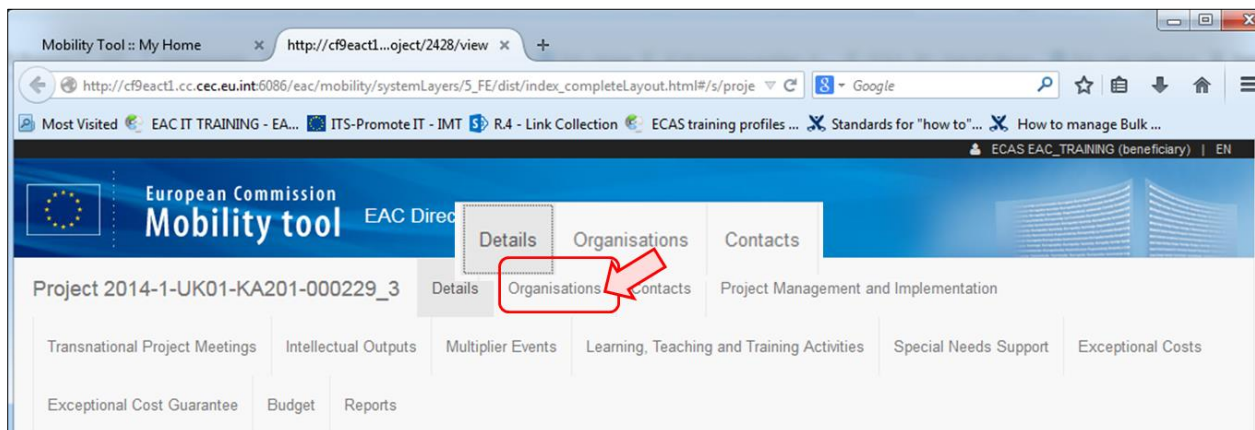 Mobility Tool :: My Home × http://cf9eact1...oject/2428/view × +
http://cf9eact1.cc.cec.eu.int:6086/eac/mobility/systemLayers/5_FE/dist/index_completeLayout.html#/s/proje 8 Google
Most Visited EAC IT TRAINING - EA... ITS-Promote IT - IMT R.4 - Link Collection ECAS training profiles ... Standards for "how to"... How to manage Bulk ...
ECAS EAC_TRAINING (beneficiary) | EN
European Commission
Mobility tool EAC Direc
Details Organisations Contacts
Project 2014-1-UK01-KA201-000229_3 Details Organisations Contacts Project Management and Implementation
Transnational Project Meetings Intellectual Outputs Multiplier Events Learning, Teaching and Training Activities Special Needs Support Exceptional Costs
Exceptional Cost Guarantee Budget Reports